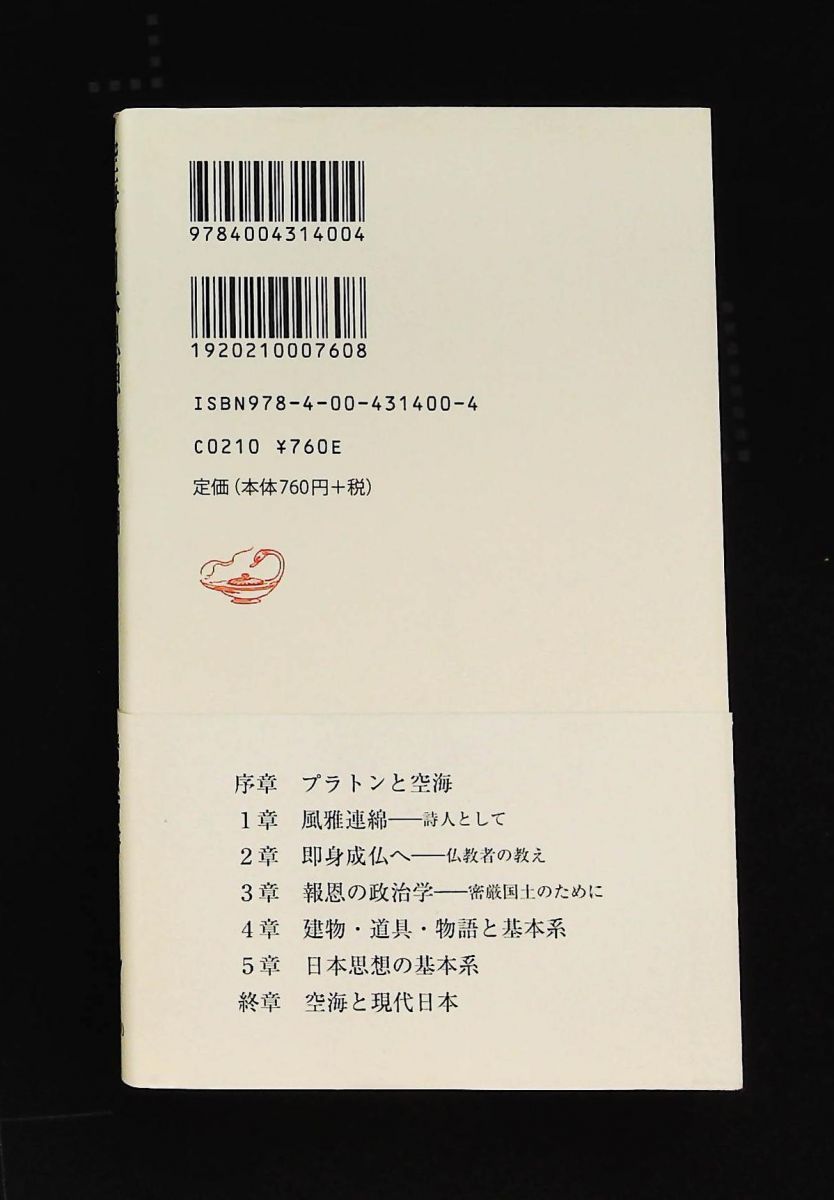 9784004314004
1920210007608
ISBN978-4-00-431400-4
C0210 ¥760E
定価（本体760円＋税）
序章　プラトンと空海
1章　風雅連綿――詩人として
2章　即身成仏へ――仏教者の教え
3章　報恩の政治学――密厳国土のために
4章　建物・道具・物語と基本系
5章　日本思想の基本系
終章　空海と現代日本